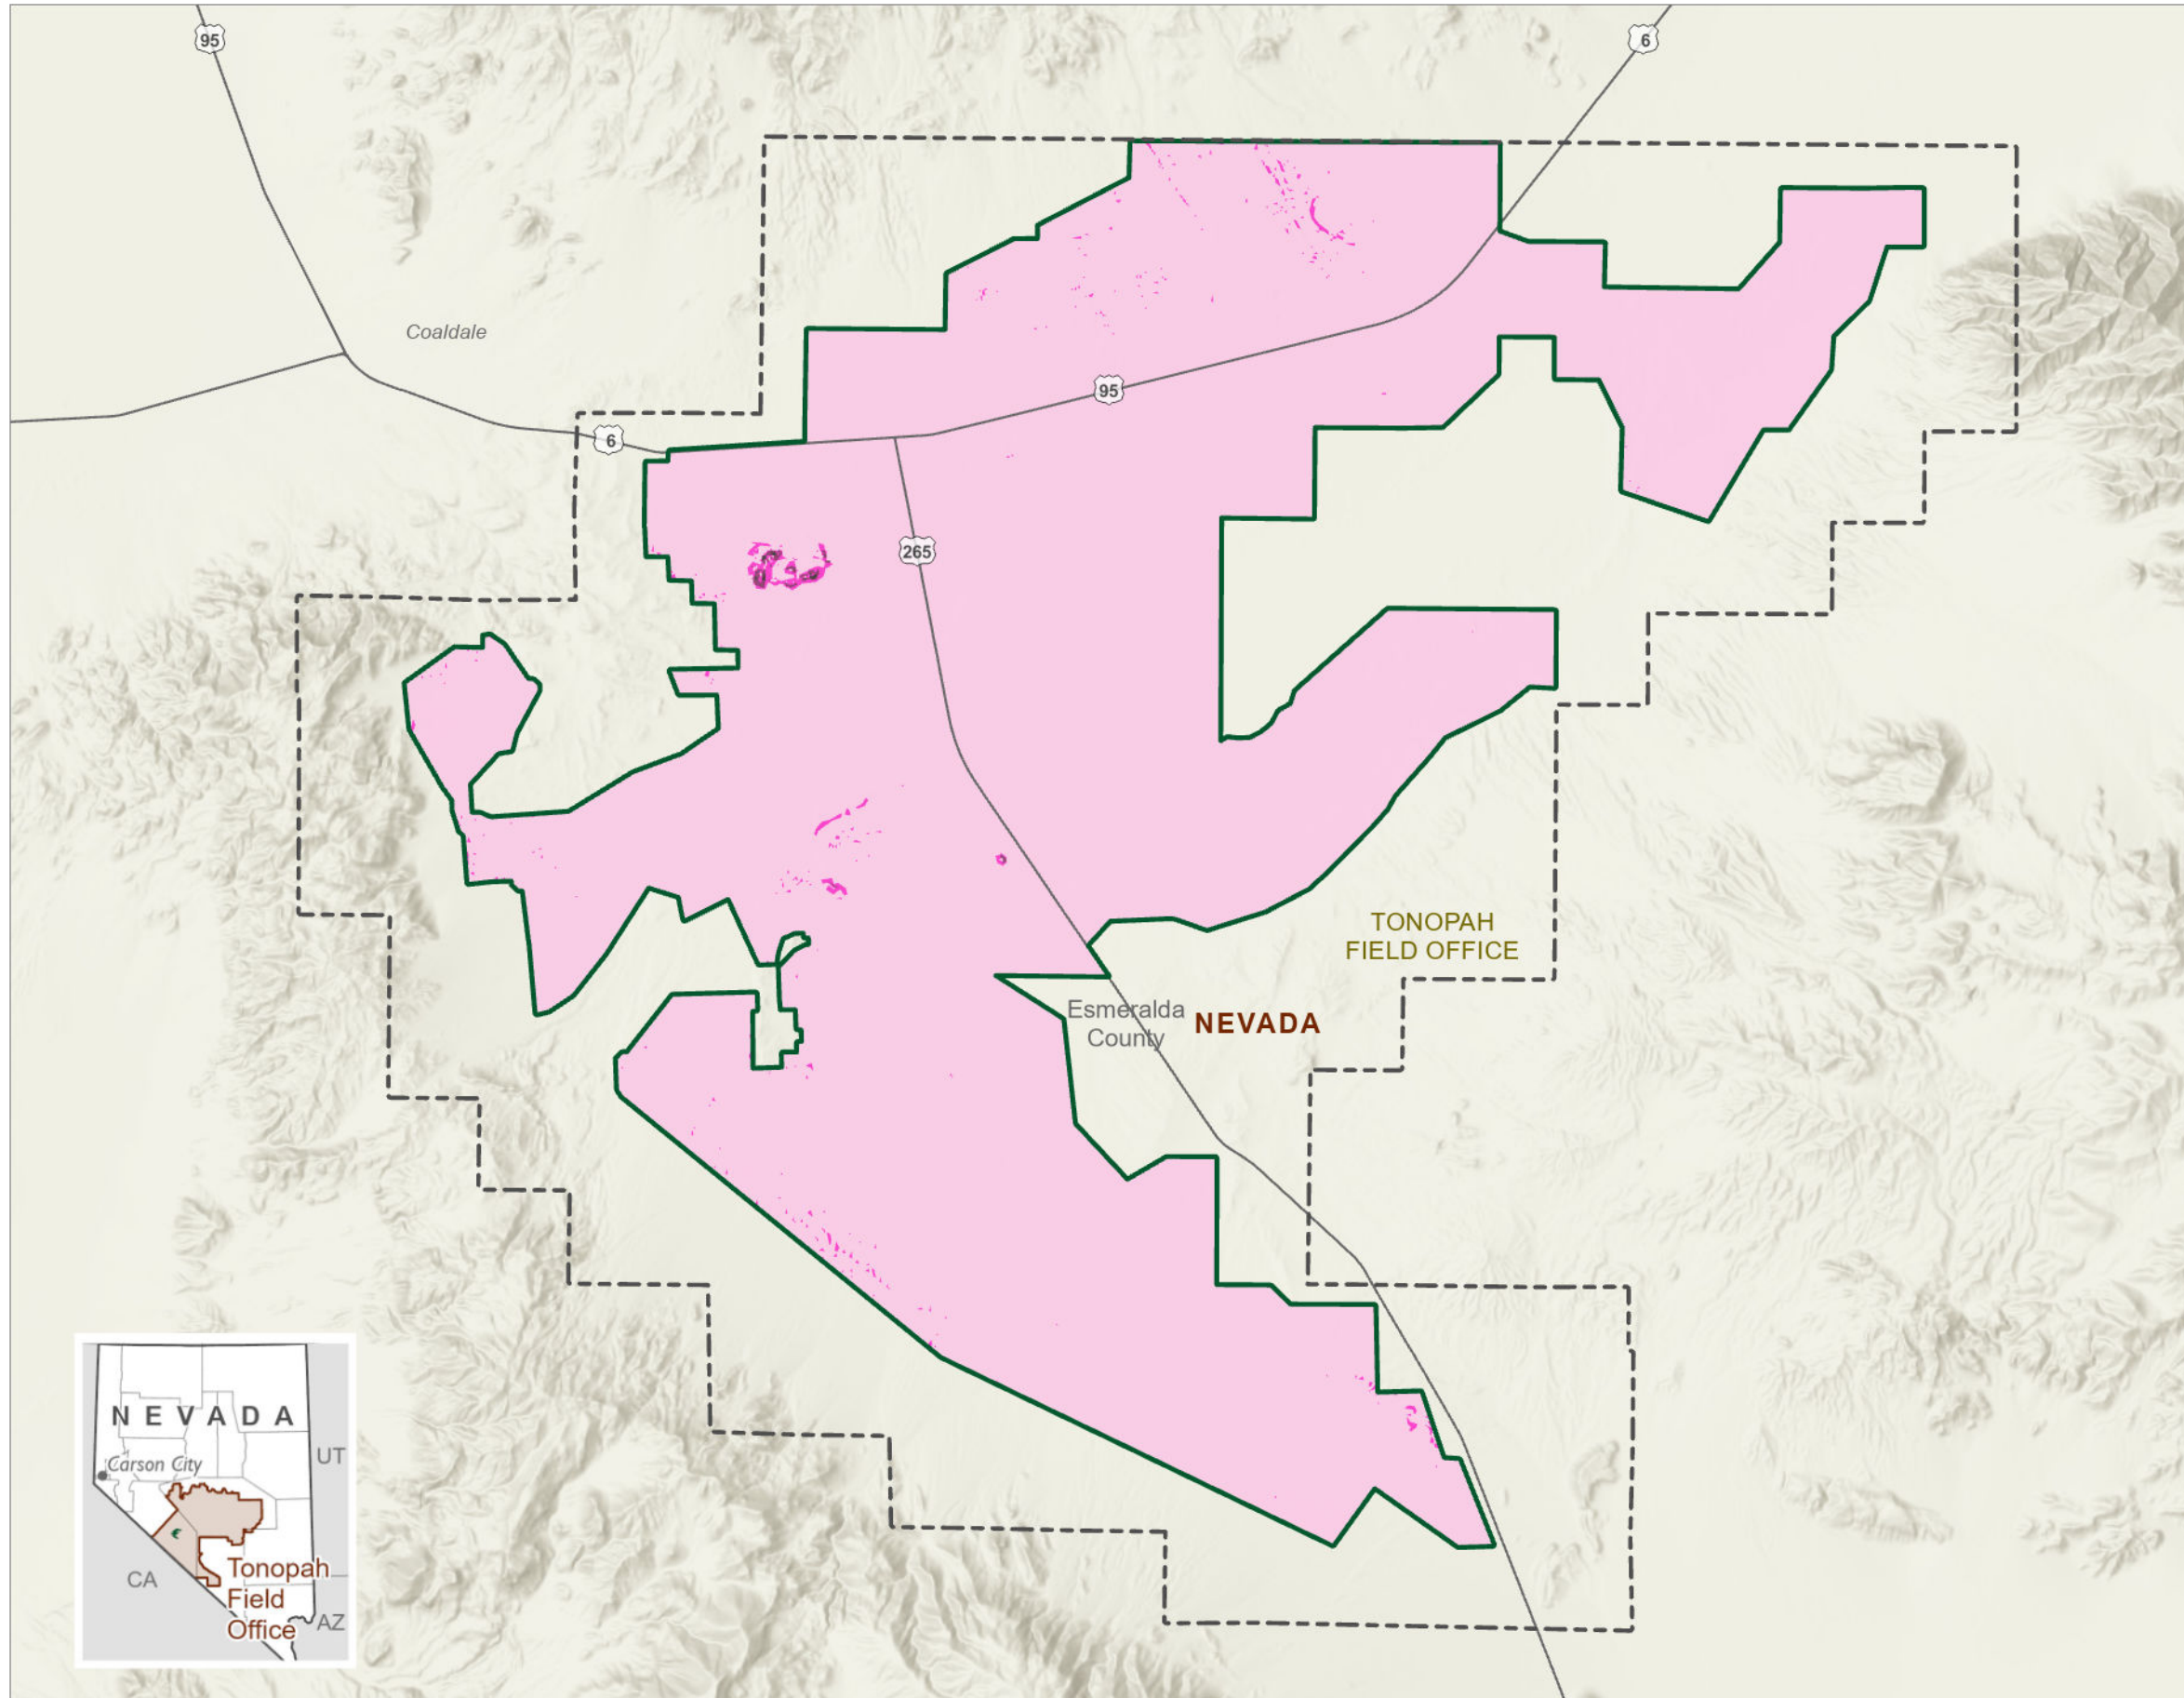 95
6
Coaldale
95
6
265
TONOPAH
FIELD OFFICE
Esmeralda
County
NEVADA
NEVADA
Carson City
UT
CA
Tonopah
Field
Office
AZ